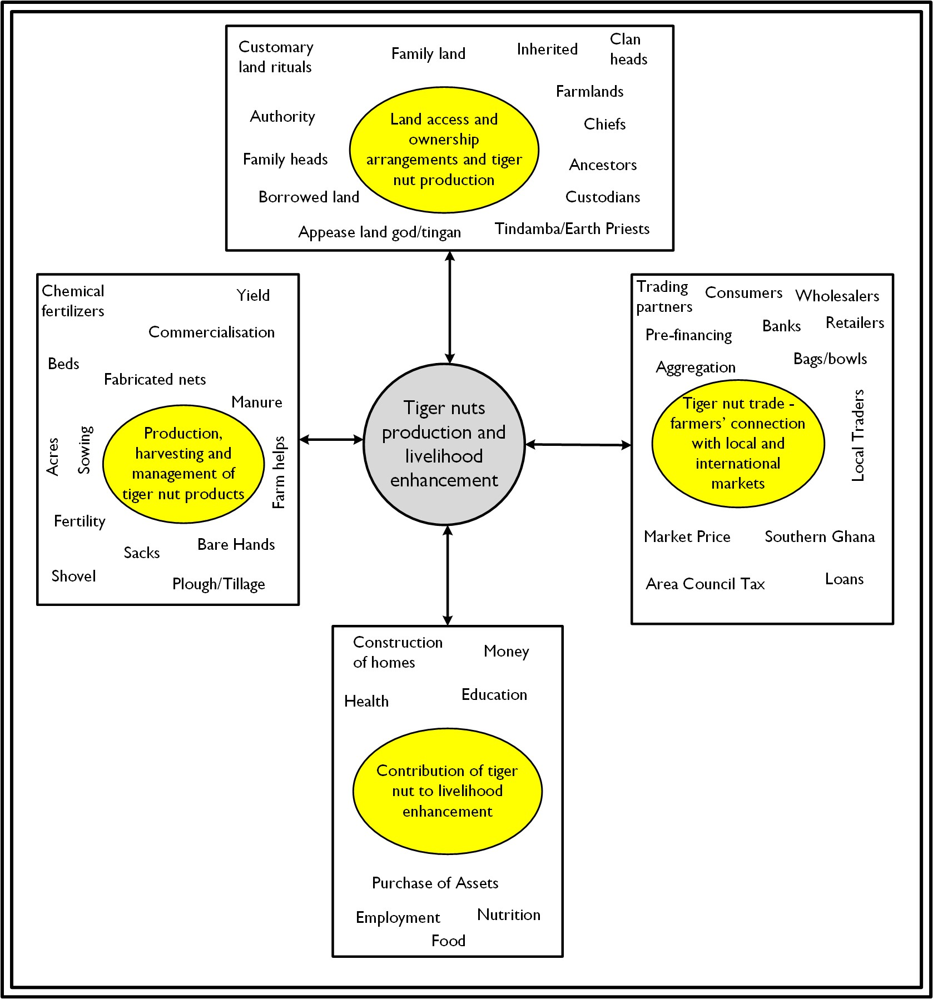 Customary
land rituals
Family land
Inherited
Clan
heads
Farmlands
Authority
Chiefs
Family heads
Ancestors
Borrowed land
Custodians
Appease land god/tingan
Tindamba/Earth Priests
Land access and
ownership
arrangements and tiger
nut production
Chemical
fertilizers
Yield
Commercialisation
Beds
Fabricated nets
Manure
Acres
Sowing
Farm helps
Production,
harvesting and
management of
tiger nut products
Fertility
Sacks
Bare Hands
Shovel
Plough/Tillage
Tiger nuts
production and
livelihood
enhancement
Trading
partners
Consumers
Wholesalers
Pre-financing
Banks
Retailers
Aggregation
Bags/bowls
Local Traders
Tiger nut trade -
farmers’ connection
with local and
international
markets
Market Price
Southern Ghana
Area Council Tax
Loans
Construction
of homes
Money
Health
Education
Contribution of tiger
nut to livelihood
enhancement
Purchase of Assets
Employment
Nutrition
Food